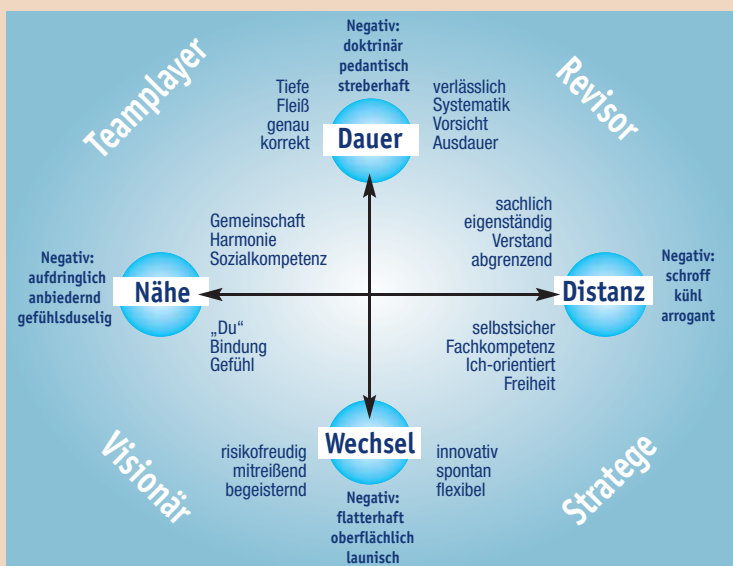 Negativ:
doktrinär
pedantisch
streberhaft
Teamplayer
Revisor
Tiefe
Fleiß
genau
korrekt
Dauer
verlässlich
Systematik
Vorsicht
Ausdauer
Gemeinschaft
Harmonie
Sozialkompetenz
sachlich
eigenständig
Verstand
abgrenzend
Negativ:
aufdringlich
anbiedernd
gefühlsduselig
Nähe
Distanz
Negativ:
schroff
kühl
arrogant
„Du“
Bindung
Gefühl
selbstsicher
Fachkompetenz
Ich-orientiert
Freiheit
Visionär
risikofreudig
mitreißend
begeisternd
Wechsel
innovativ
spontan
flexibel
Stratege
Negativ:
flatterhaft
oberflächlich
launisch